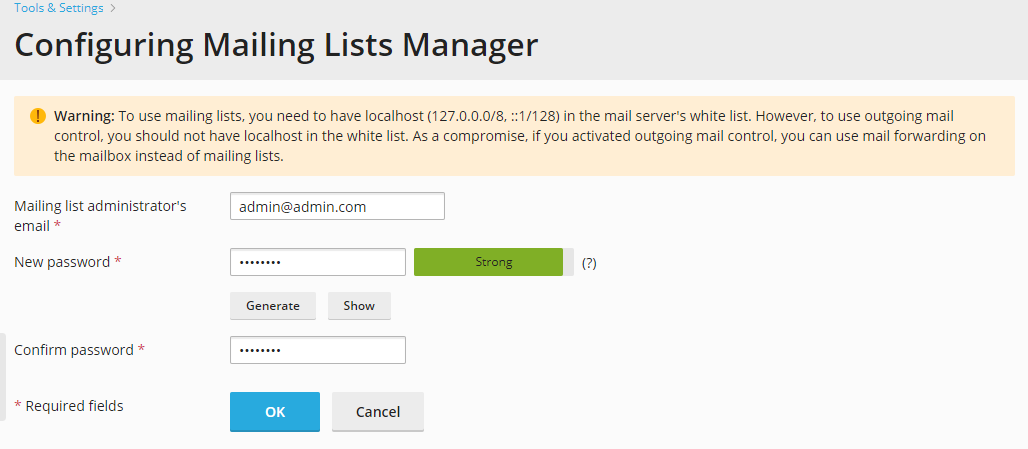 Tools & Settings >
Configuring Mailing Lists Manager
Warning: To use mailing lists, you need to have localhost (127.0.0.0/8, ::1/128) in the mail server's white list. However, to use outgoing mail
control, you should not have localhost in the white list. As a compromise, if you activated outgoing mail control, you can use mail forwarding on
the mailbox instead of mailing lists.
Mailing list administrator's
email *
admin@admin.com
New password *
••••••••
Strong
(?)
Generate
Show
Confirm password *
••••••••
* Required fields
OK
Cancel